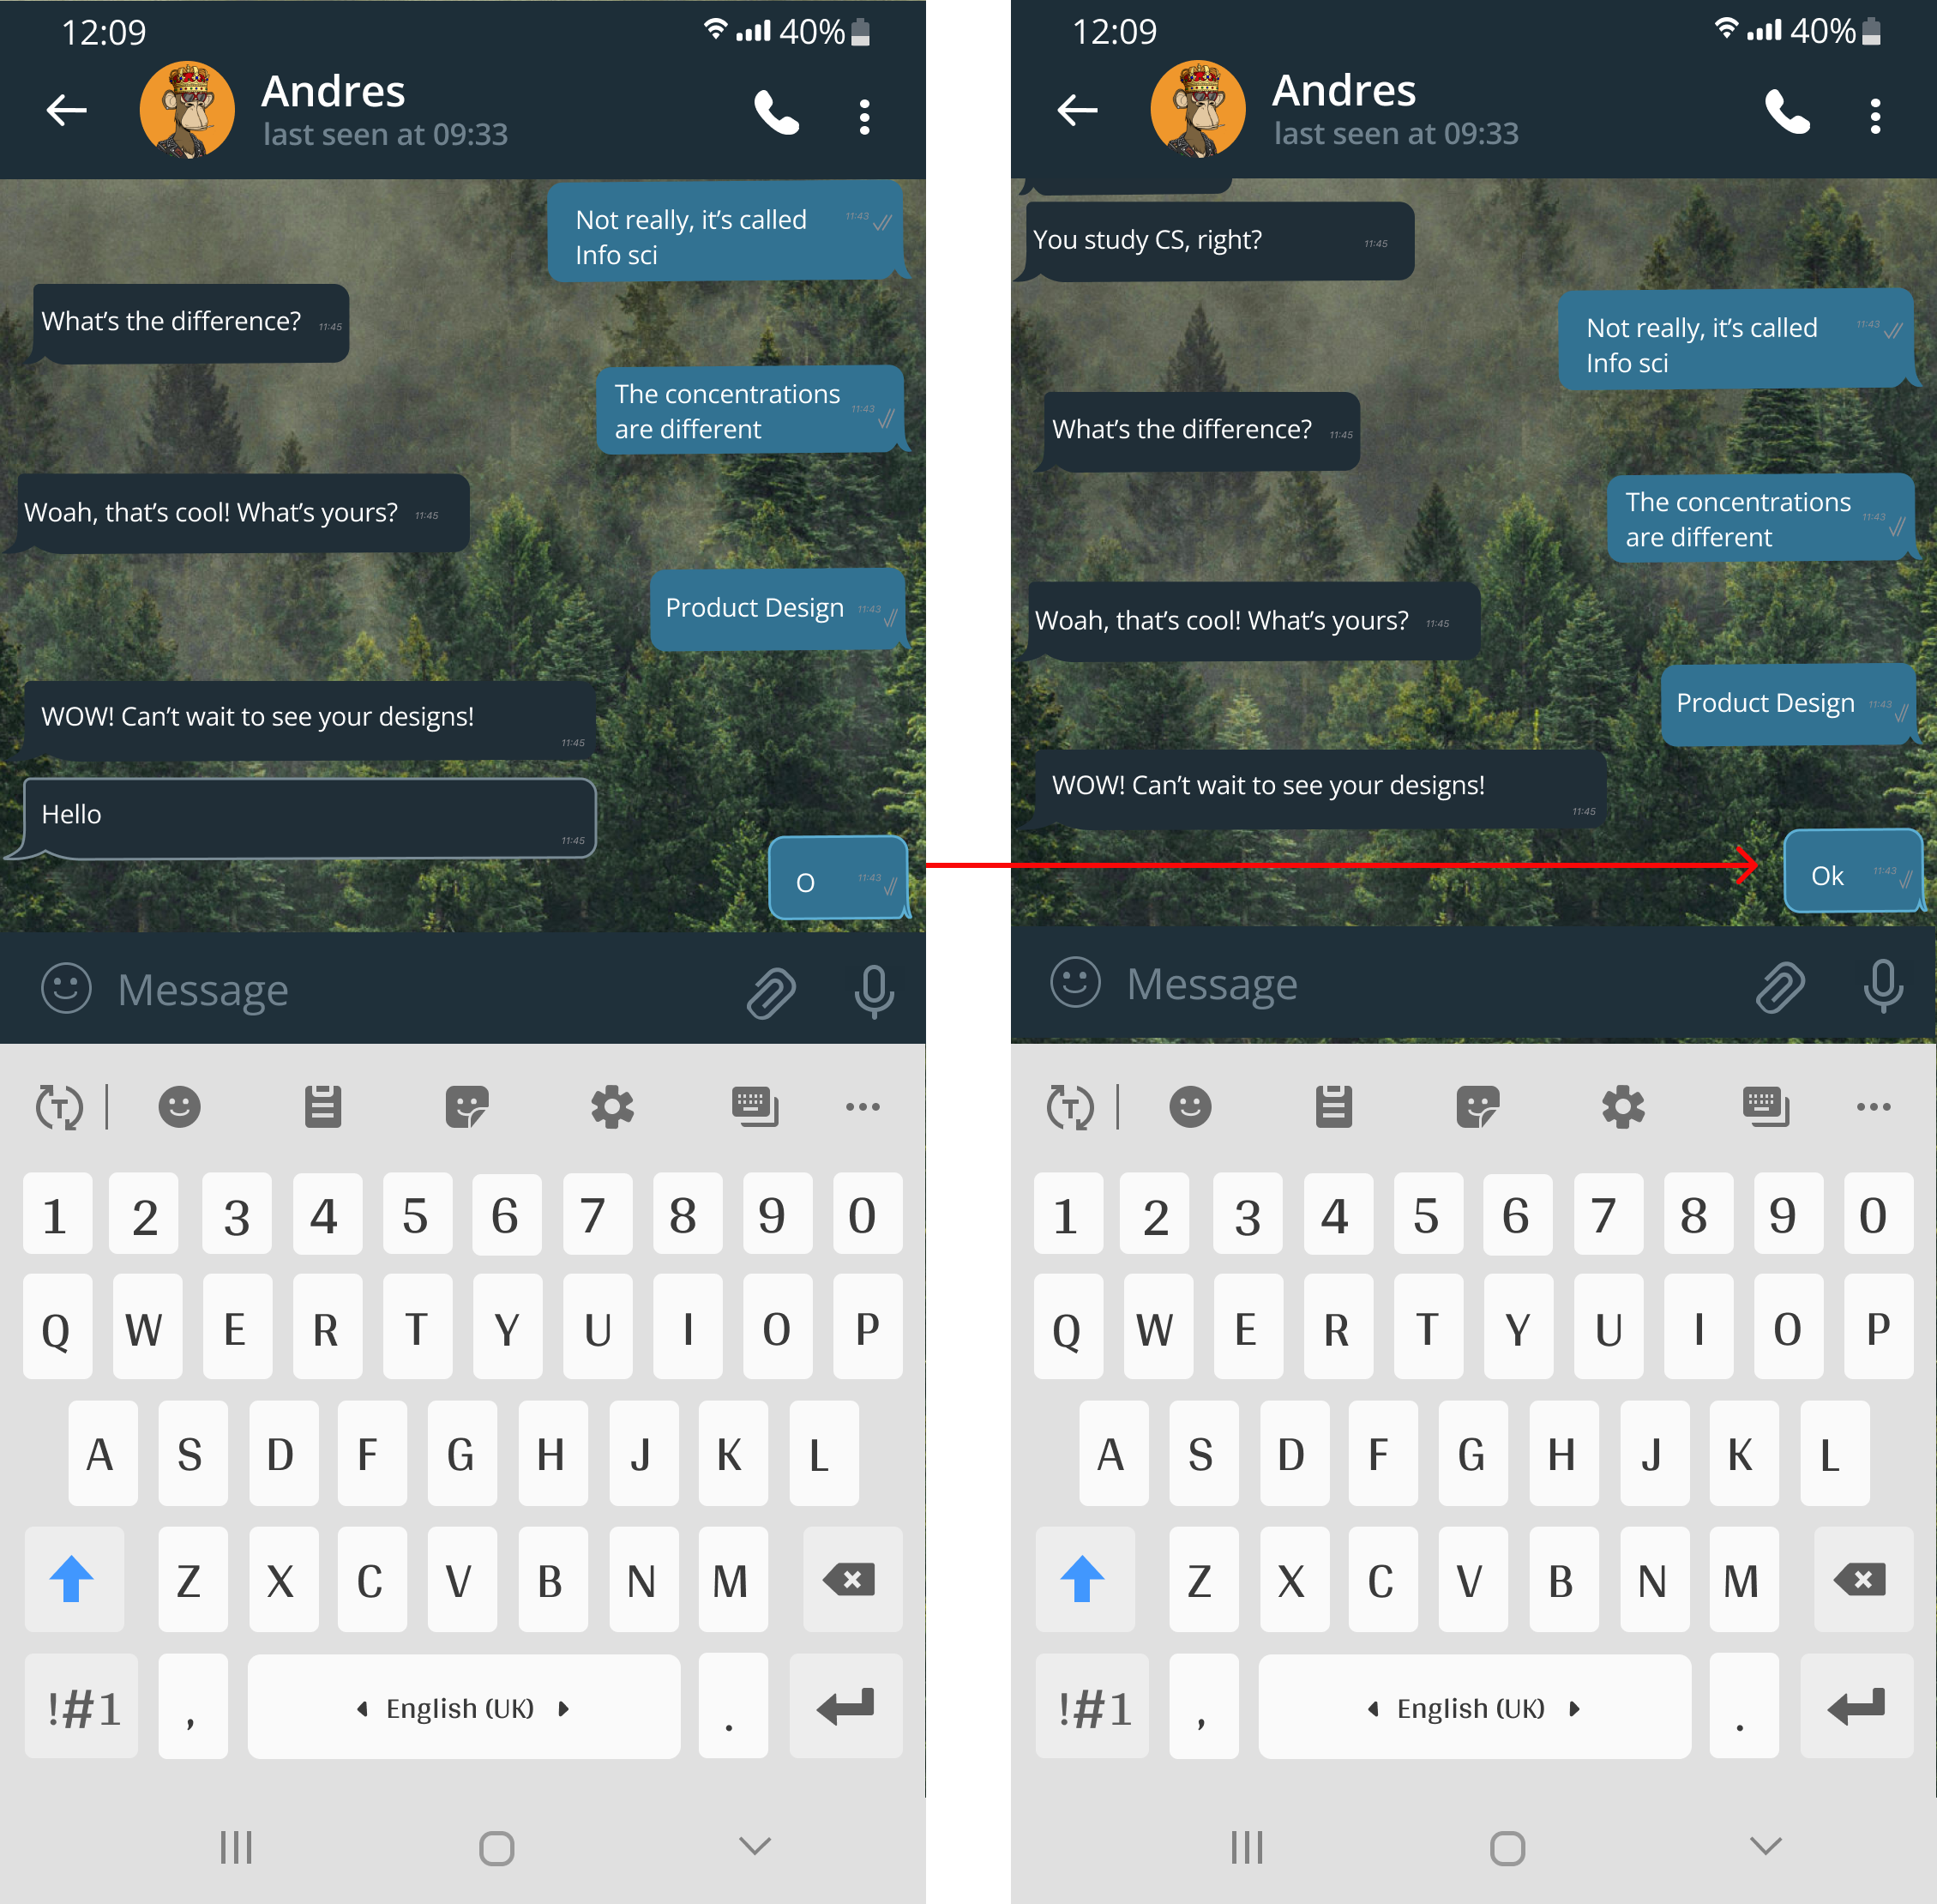 12:09
40%
Andres
last seen at 09:33
Not really, it’s called
Info sci
11:43
What’s the difference?
11:45
The concentrations
are different
11:43
Woah, that’s cool! What’s yours?
11:45
Product Design
11:43
WOW! Can’t wait to see your designs!
11:45
Hello
11:45
O
11:43
Message
T
1 2 3 4 5 6 7 8 9 0
Q W E R T Y U I O P
A S D F G H J K L
Z X C V B N M
!#1 , English (UK) .
12:09
40%
Andres
last seen at 09:33
You study CS, right?
11:45
Not really, it’s called
Info sci
11:43
What’s the difference?
11:45
The concentrations
are different
11:43
Woah, that’s cool! What’s yours?
11:45
Product Design
11:43
WOW! Can’t wait to see your designs!
11:45
Ok
11:43
Message
T
1 2 3 4 5 6 7 8 9 0
Q W E R T Y U I O P
A S D F G H J K L
Z X C V B N M
!#1 , English (UK) .